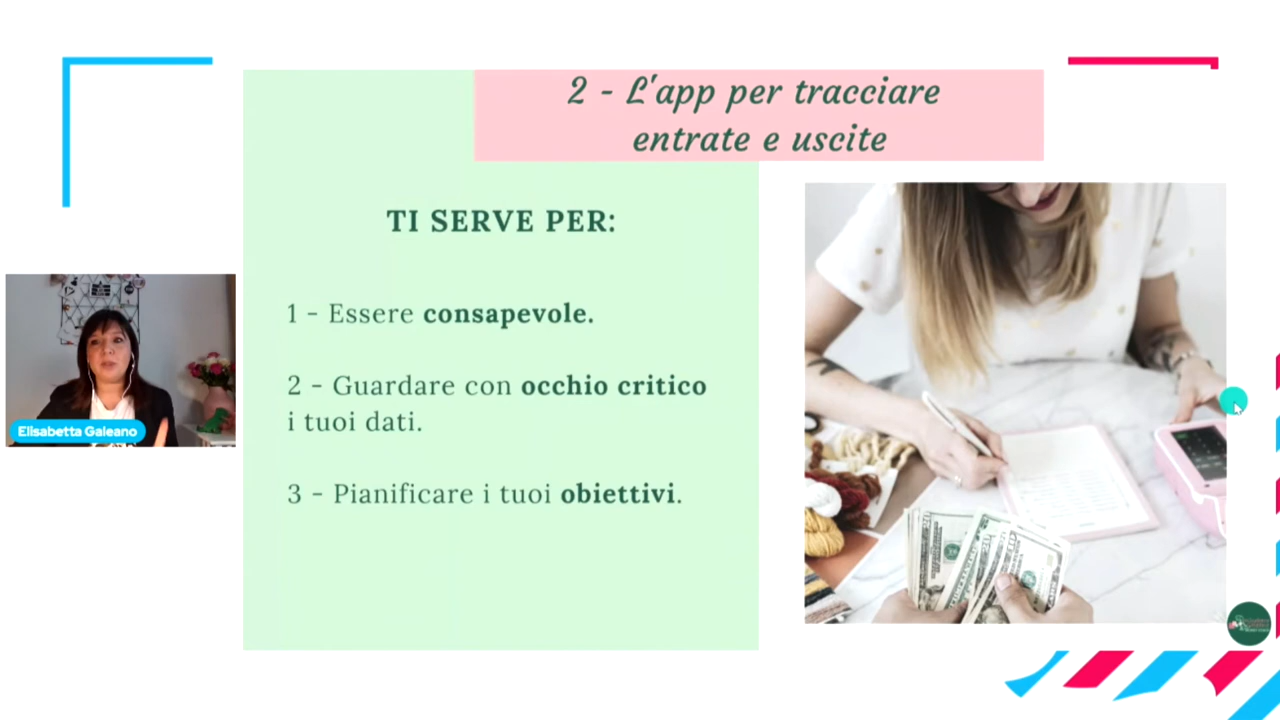 2 - L'app per tracciare
entrate e uscite
TI SERVE PER:
1 - Essere consapevole.
2 - Guardare con occhio critico
i tuoi dati.
3 - Pianificare i tuoi obiettivi.
Elisabetta Galeano